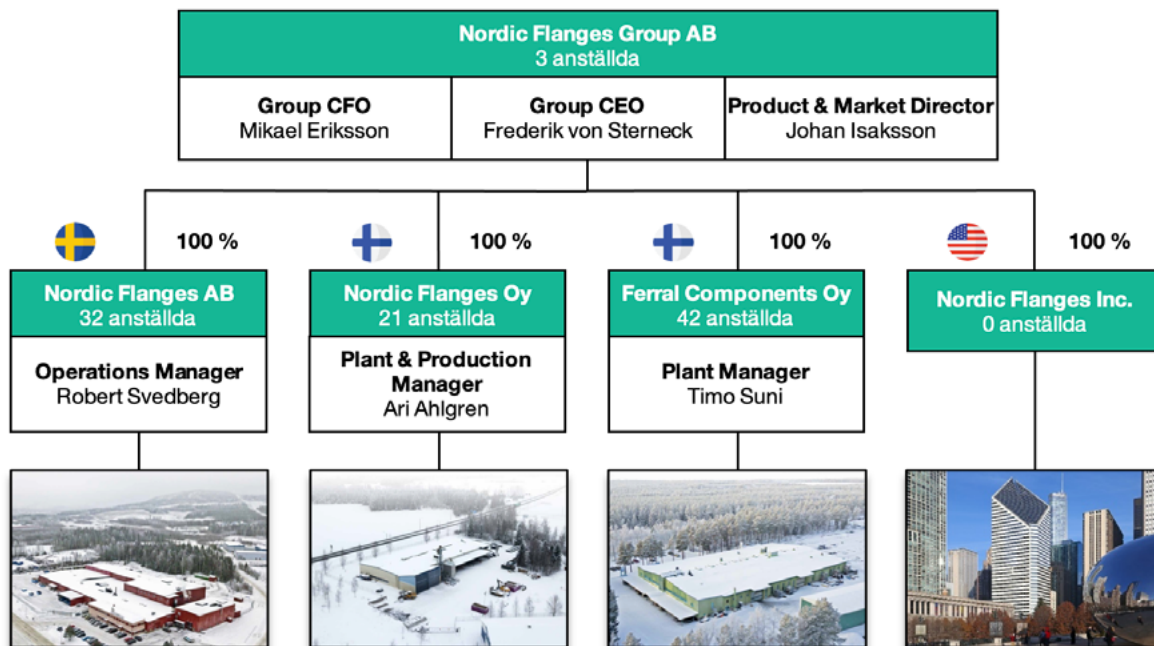 Nordic Flanges Group AB
3 anställda
Group CFO
Mikael Eriksson
Group CEO
Frederik von Sterneck
Product & Market Director
Johan Isaksson
100 %
100 %
100 %
100 %
Nordic Flanges AB
32 anställda
Operations Manager
Robert Svedberg
Nordic Flanges Oy
21 anställda
Plant & Production
Manager
Ari Ahlgren
Ferral Components Oy
42 anställda
Plant Manager
Timo Suni
Nordic Flanges Inc.
0 anställda